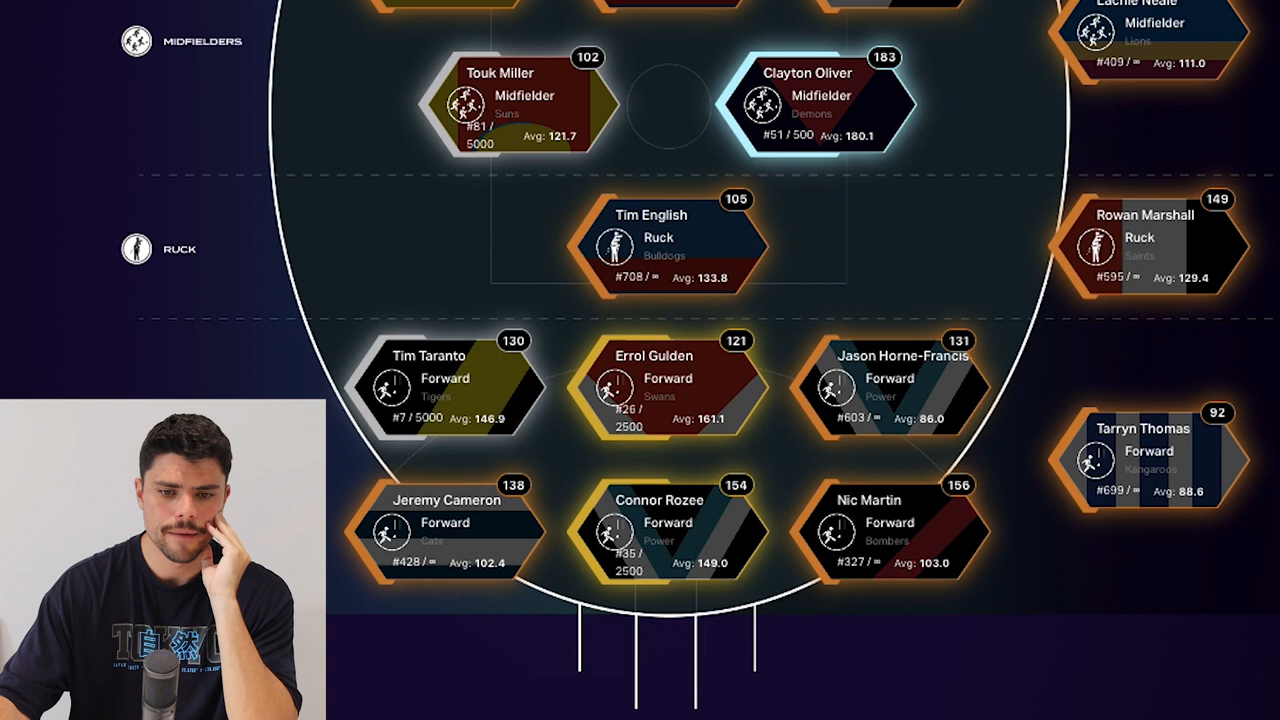 MIDFIELDERS
Lachie Neale
Midfielder
Lions
#409 / ∞ Avg: 111.0
102
Touk Miller
Midfielder
Suns
#81 /
5000
Avg: 121.7
183
Clayton Oliver
Midfielder
Demons
#51 / 500 Avg: 180.1
RUCK
105
Tim English
Ruck
Bulldogs
#708 / ∞ Avg: 133.8
149
Rowan Marshall
Ruck
Saints
#595 / ∞ Avg: 129.4
130
Tim Taranto
Forward
Tigers
#7 / 5000 Avg: 146.9
121
Errol Gulden
Forward
Swans
#26 /
2500
Avg: 161.1
131
Jason Horne-Francis
Forward
Power
#603 / ∞ Avg: 86.0
92
Tarryn Thomas
Forward
Kangaroos
#699 / ∞ Avg: 88.6
138
Jeremy Cameron
Forward
Cats
#428 / ∞ Avg: 102.4
154
Connor Rozee
Forward
Power
#35 /
2500
Avg: 149.0
156
Nic Martin
Forward
Bombers
#327 / ∞ Avg: 103.0
TOKYO
自然